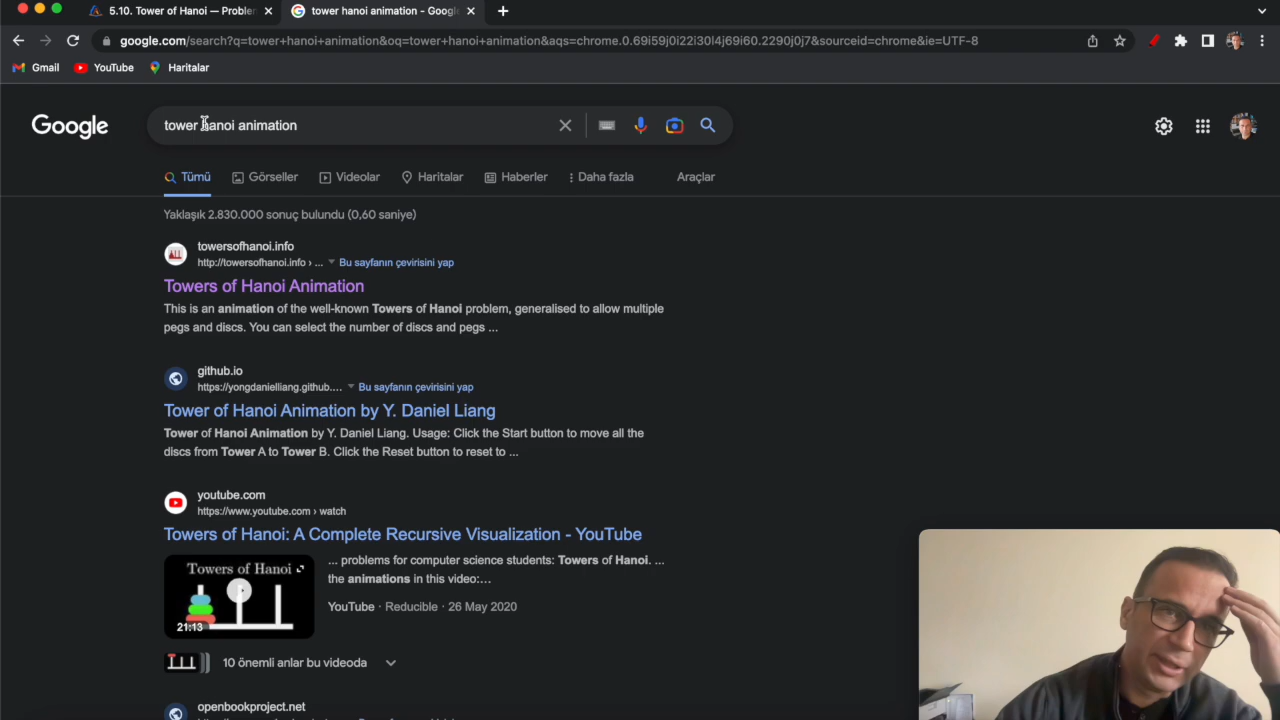 5.10. Tower of Hanoi — Problem
tower hanoi animation - Google
google.com/search?q=tower+hanoi+animation&oq=tower+hanoi+animation&aqs=chrome.0.69i59j0i22i30l4j69i60.2290j0j7&sourceid=chrome&ie=UTF-8
Gmail YouTube Haritalar
Google
tower hanoi animation
Tümü Görseller Videolar Haritalar Haberler Daha fazla Araçlar
Yaklaşık 2.830.000 sonuç bulundu (0,60 saniye)
towersofhanoi.info
http://towersofhanoi.info › ... Bu sayfanın çevirisini yap
Towers of Hanoi Animation
This is an animation of the well-known Towers of Hanoi problem, generalised to allow multiple
pegs and discs. You can select the number of discs and pegs ...
github.io
https://yongdanielliang.github.... Bu sayfanın çevirisini yap
Tower of Hanoi Animation by Y. Daniel Liang
Tower of Hanoi Animation by Y. Daniel Liang. Usage: Click the Start button to move all the
discs from Tower A to Tower B. Click the Reset button to reset to ...
youtube.com
https://www.youtube.com › watch
Towers of Hanoi: A Complete Recursive Visualization - YouTube
Towers of Hanoi
21:13
... problems for computer science students: Towers of Hanoi. ...
the animations in this video:...
YouTube · Reducible · 26 May 2020
10 önemli anlar bu videoda
openbookproject.net